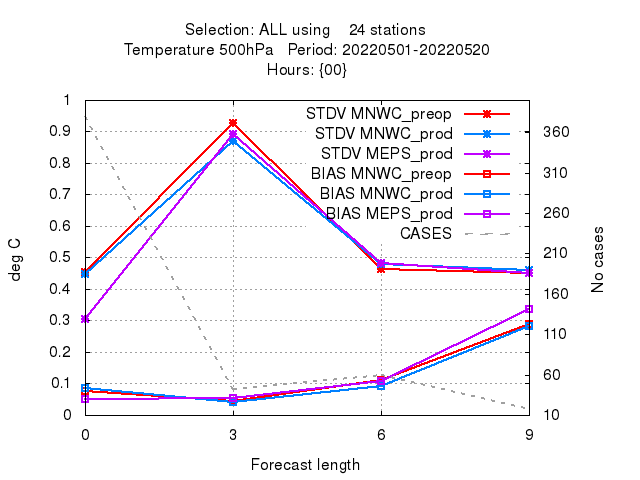 Selection: ALL using 24 stations
Temperature 500hPa Period: 20220501-20220520
Hours: {00}
1
0.9
0.8
0.7
0.6
0.5
0.4
0.3
0.2
0.1
0
deg C
STDV MNWC_preop
STDV MNWC_prod
STDV MEPS_prod
BIAS MNWC_preop
BIAS MNWC_prod
BIAS MEPS_prod
CASES
360
310
260
210
160
110
60
10
No cases
0 3 6 9
Forecast length